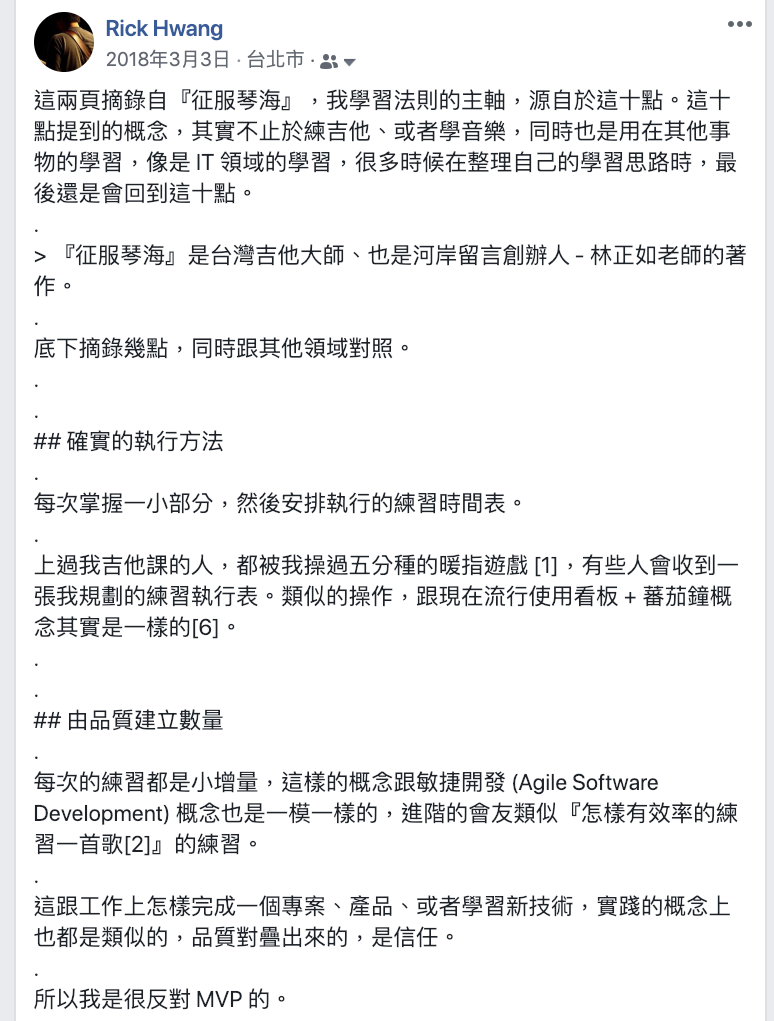 Rick Hwang
2018年3月3日 · 台北市 ·
這兩頁摘錄自『征服琴海』，我學習法則的主軸，源自於這十點。這十
點提到的概念，其實不止於練吉他、或者學音樂，同時也是用在其他事
物的學習，像是 IT 領域的學習，很多時候在整理自己的學習思路時，最
後還是會回到這十點。
.
> 『征服琴海』是台灣吉他大師、也是河岸留言創辦人 - 林正如老師的著
作。
.
底下摘錄幾點，同時跟其他領域對照。
.
.
## 確實的執行方法
.
每次掌握一小部分，然後安排執行的練習時間表。
.
上過我吉他課的人，都被我操過五分種的暖指遊戲 [1]，有些人會收到一
張我規劃的練習執行表。類似的操作，跟現在流行使用看板 + 蕃茄鐘概
念其實是一樣的[6]。
.
.
## 由品質建立數量
.
每次的練習都是小增量，這樣的概念跟敏捷開發 (Agile Software
Development) 概念也是一模一樣的，進階的會友類似『怎樣有效率的練
習一首歌[2]』的練習。
.
這跟工作上怎樣完成一個專案、產品、或者學習新技術，實踐的概念上
也都是類似的，品質對疊出來的，是信任。
.
所以我是很反對 MVP 的。